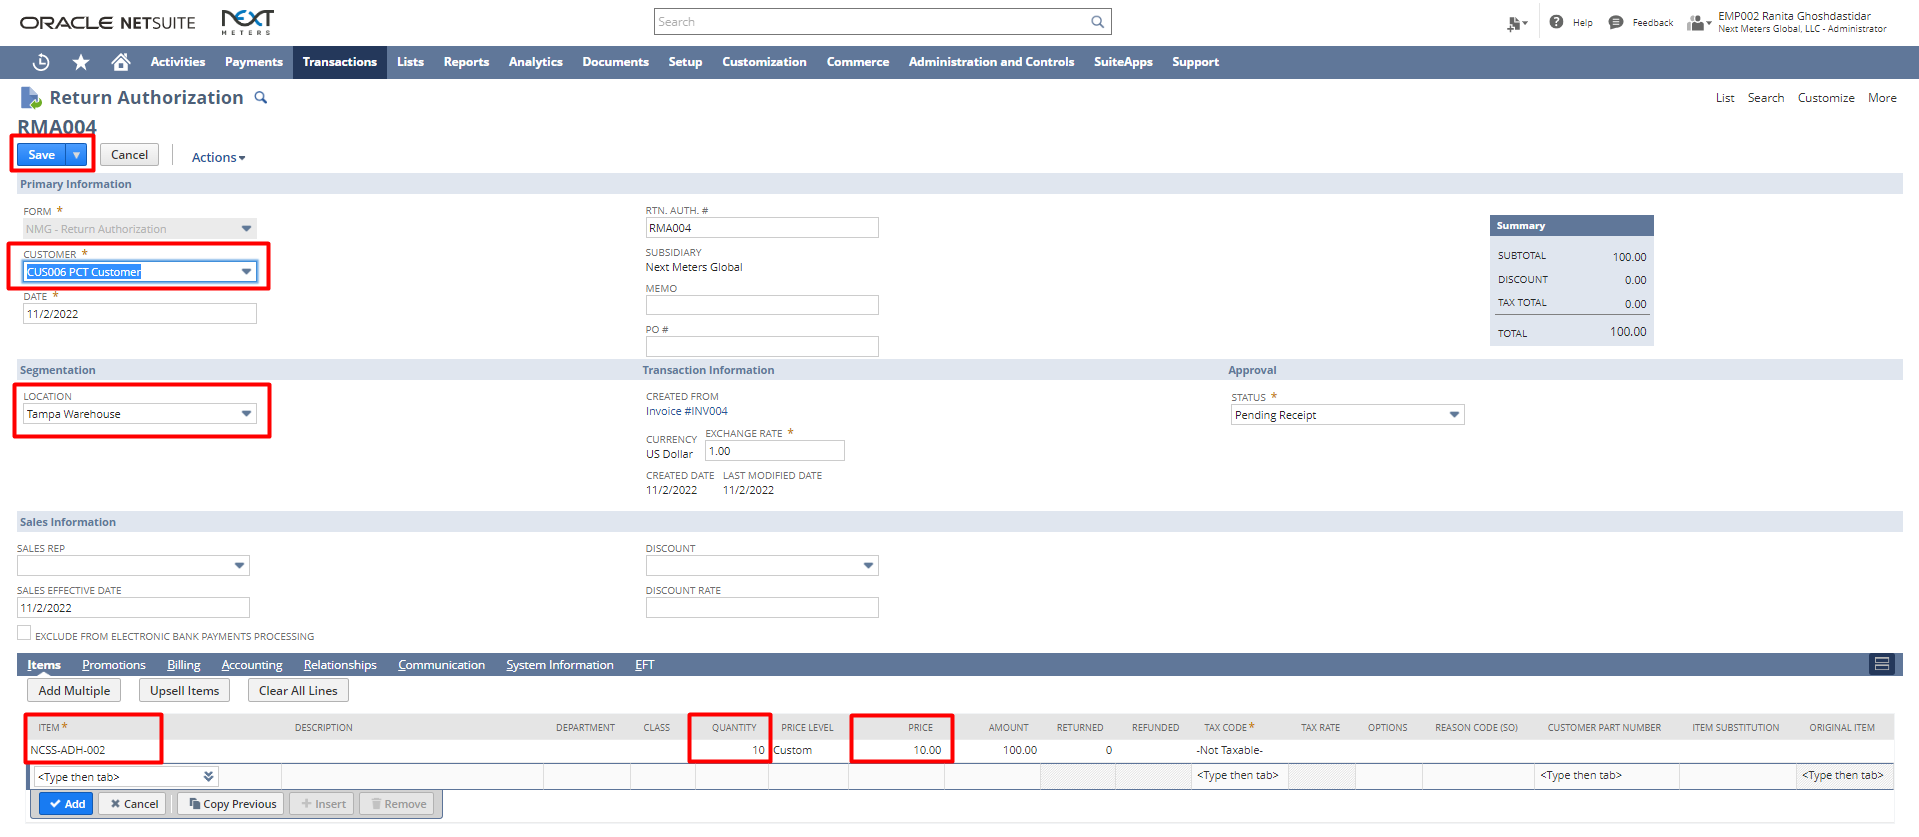 ORACLE NETSUITE
NEXT
METERS
Search
Help
Feedback
EMP002 Ranita Ghoshdastidar
Next Meters Global, LLC - Administrator
Activities Payments Transactions Lists Reports Analytics Documents Setup Customization Commerce Administration and Controls SuiteApps Support
Return Authorization
List Search Customize More
RMA004
Save Cancel Actions
Primary Information
FORM *
NMG - Return Authorization
CUSTOMER *
CUS006 PCT Customer
DATE *
11/2/2022
RTN. AUTH. #
RMA004
SUBSIDIARY
Next Meters Global
MEMO
PO #
Summary
SUBTOTAL 100.00
DISCOUNT 0.00
TAX TOTAL 0.00
TOTAL 100.00
Segmentation
LOCATION
Tampa Warehouse
Transaction Information
CREATED FROM
Invoice #INV004
CURRENCY
US Dollar
EXCHANGE RATE *
1.00
CREATED DATE LAST MODIFIED DATE
11/2/2022 11/2/2022
Approval
STATUS *
Pending Receipt
Sales Information
SALES REP
SALES EFFECTIVE DATE
11/2/2022
EXCLUDE FROM ELECTRONIC BANK PAYMENTS PROCESSING
DISCOUNT
DISCOUNT RATE
Items Promotions Billing Accounting Relationships Communication System Information EFT
Add Multiple Upsell Items Clear All Lines
ITEM * DESCRIPTION DEPARTMENT CLASS QUANTITY PRICE LEVEL PRICE AMOUNT RETURNED REFUNDED TAX CODE * TAX RATE OPTIONS REASON CODE (SO) CUSTOMER PART NUMBER ITEM SUBSTITUTION ORIGINAL ITEM
NCSS-ADH-002 10 Custom 10.00 100.00 0 -Not Taxable-
<Type then tab> <Type then tab> <Type then tab> <Type then tab>
Add Cancel Copy Previous Insert Remove